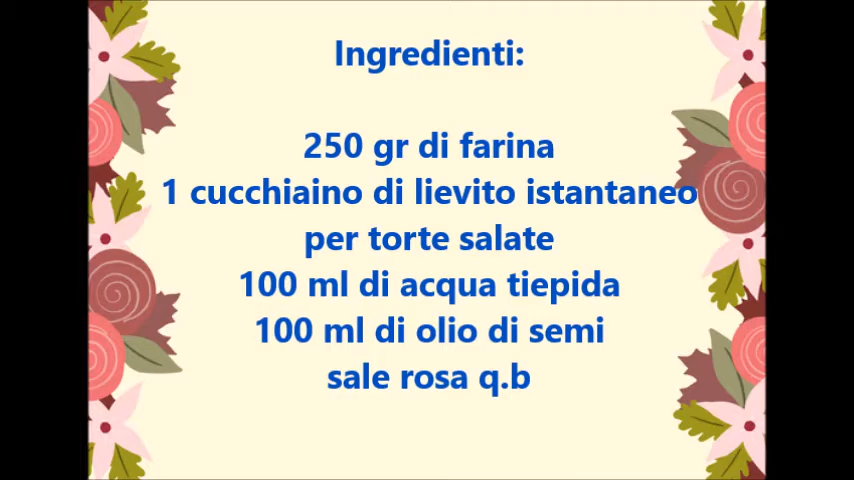 Ingredienti:
250 gr di farina
1 cucchiaino di lievito istantaneo
per torte salate
100 ml di acqua tiepida
100 ml di olio di semi
sale rosa q.b